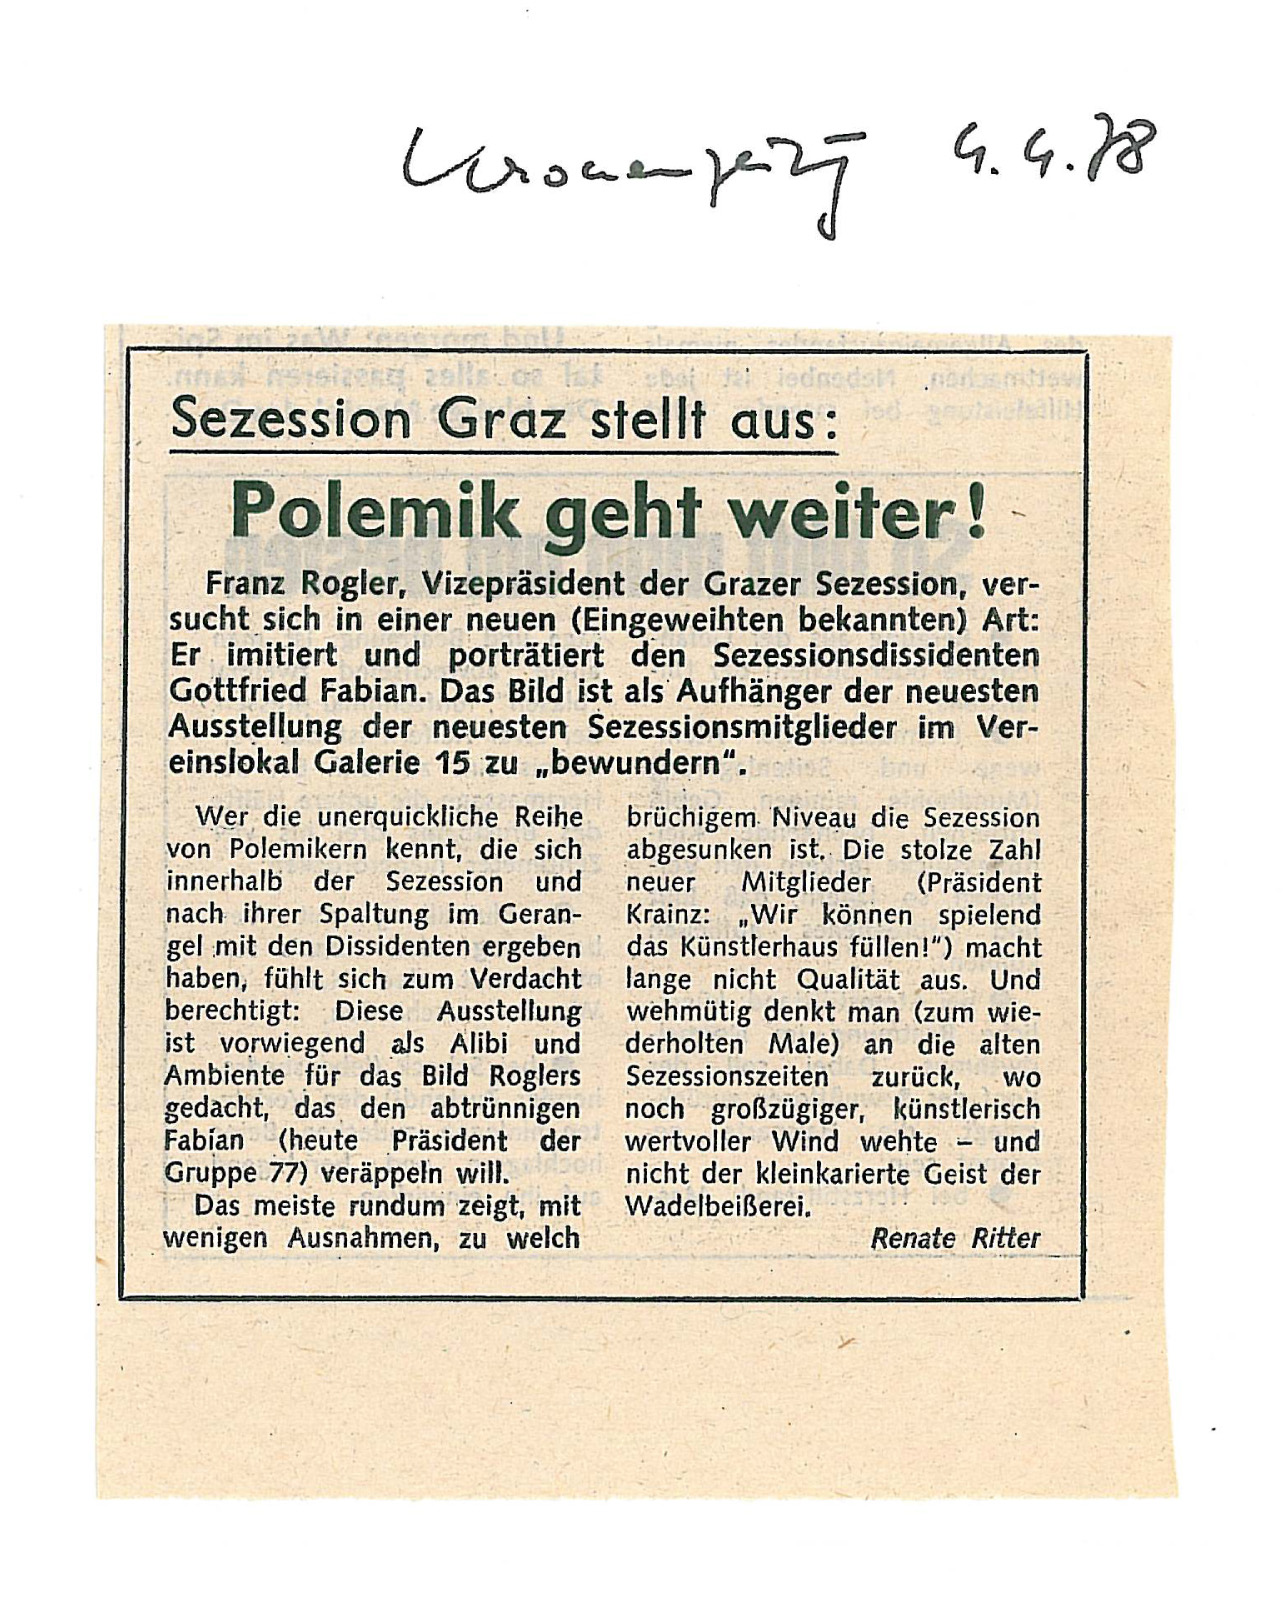 Kronenzeitg 4.4.78
Sezession Graz stellt aus:
Polemik geht weiter!
Franz Rogler, Vizepräsident der Grazer Sezession, ver-
sucht sich in einer neuen (Eingeweihten bekannten) Art:
Er imitiert und porträtiert den Sezessionsdissidenten
Gottfried Fabian. Das Bild ist als Aufhänger der neuesten
Ausstellung der neuesten Sezessionsmitglieder im Ver-
einslokal Galerie 15 zu „bewundern“.
Wer die unerquickliche Reihe
von Polemikern kennt, die sich
innerhalb der Sezession und
nach ihrer Spaltung im Geran-
gel mit den Dissidenten ergeben
haben, fühlt sich zum Verdacht
berechtigt: Diese Ausstellung
ist vorwiegend als Alibi und
Ambiente für das Bild Roglers
gedacht, das den abtrünnigen
Fabian (heute Präsident der
Gruppe 77) veräppeln will.
Das meiste rundum zeigt, mit
wenigen Ausnahmen, zu welch
brüchigem Niveau die Sezession
abgesunken ist. Die stolze Zahl
neuer Mitglieder (Präsident
Krainz: „Wir können spielend
das Künstlerhaus füllen!“) macht
lange nicht Qualität aus. Und
wehmütig denkt man (zum wie-
derholten Male) an die alten
Sezessionszeiten zurück, wo
noch großzügiger, künstlerisch
wertvoller Wind wehte – und
nicht der kleinkarierte Geist der
Wadelbeißerei.
Renate Ritter